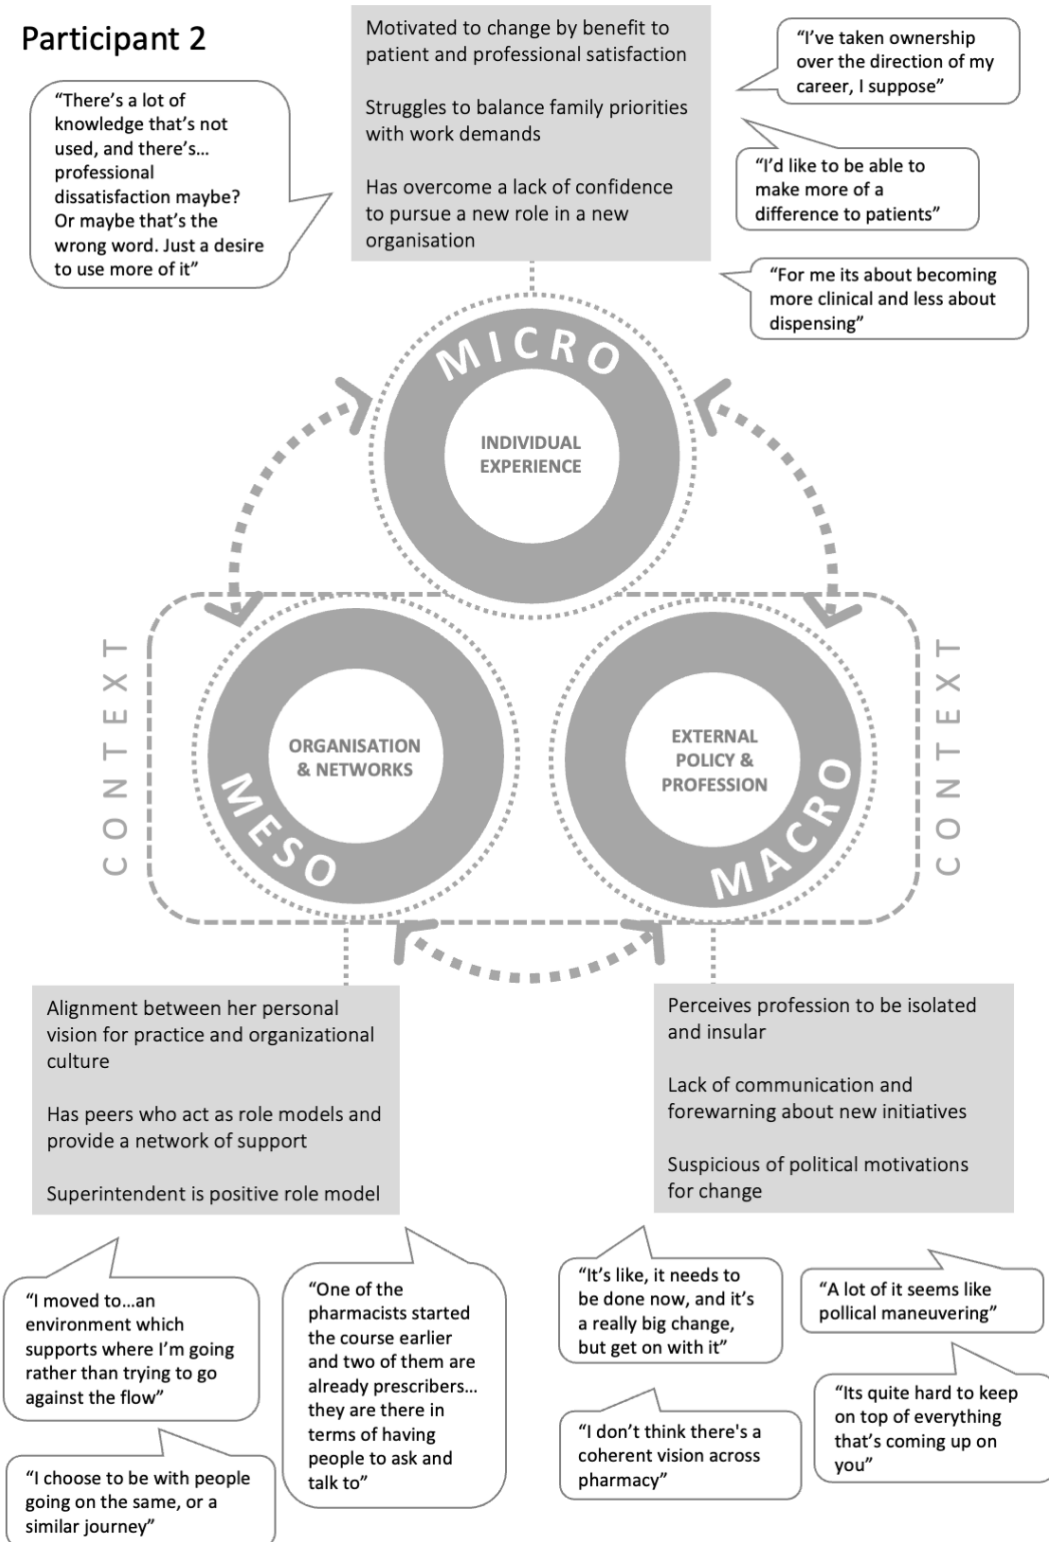 Participant 2
Motivated to change by benefit to
patient and professional satisfaction
Struggles to balance family priorities
with work demands
Has overcome a lack of confidence
to pursue a new role in a new
organisation
“There’s a lot of
knowledge that’s not
used, and there’s...
professional
dissatisfaction maybe?
Or maybe that’s the
wrong word. Just a desire
to use more of it”
“I’ve taken ownership
over the direction of my
career, I suppose”
“I’d like to be able to
make more of a
difference to patients”
“For me its about becoming
more clinical and less about
dispensing”
MICRO
INDIVIDUAL
EXPERIENCE
CONTEXT
ORGANISATION
& NETWORKS
MESO
EXTERNAL
POLICY &
PROFESSION
MACRO
CONTEXT
Alignment between her personal
vision for practice and organizational
culture
Has peers who act as role models and
provide a network of support
Superintendent is positive role model
Perceives profession to be isolated
and insular
Lack of communication and
forewarning about new initiatives
Suspicious of political motivations
for change
“I moved to...an
environment which
supports where I’m going
rather than trying to go
against the flow”
“I choose to be with people
going on the same, or a
similar journey”
“One of the
pharmacists started
the course earlier
and two of them are
already prescribers...
they are there in
terms of having
people to ask and
talk to”
“It’s like, it needs to
be done now, and it’s
a really big change,
but get on with it”
“I don’t think there's a
coherent vision across
pharmacy”
“A lot of it seems like
pollical maneuvering”
“Its quite hard to keep
on top of everything
that’s coming up on
you”